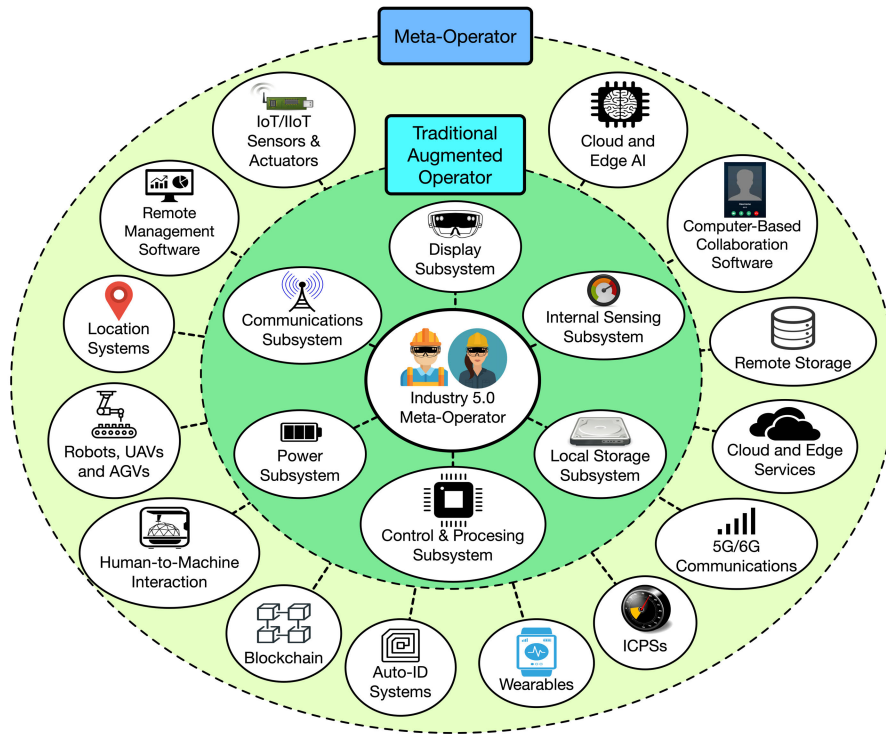 Meta-Operator
IoT/IIoT
Sensors &
Actuators
Traditional
Augmented
Operator
Cloud and
Edge AI
Remote
Management
Software
Display
Subsystem
Computer-Based
Collaboration
Software
Location
Systems
Communications
Subsystem
Internal Sensing
Subsystem
Remote Storage
Industry 5.0
Meta-Operator
Robots, UAVs
and AGVs
Power
Subsystem
Local Storage
Subsystem
Cloud and Edge
Services
Control & Procesing
Subsystem
Human-to-Machine
Interaction
5G/6G
Communications
Blockchain
Auto-ID
Systems
Wearables
ICPSs